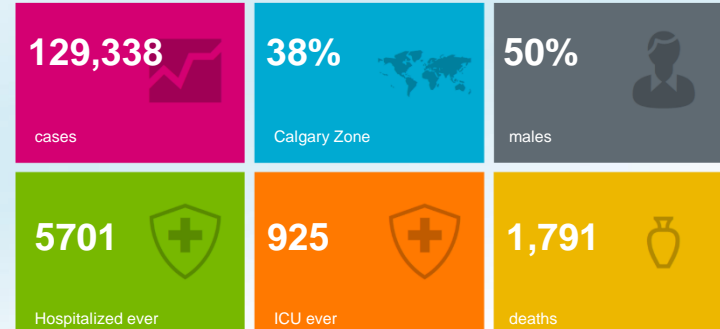 129,338
cases
38%
Calgary Zone
50%
males
5701
Hospitalized ever
925
ICU ever
1,791
deaths